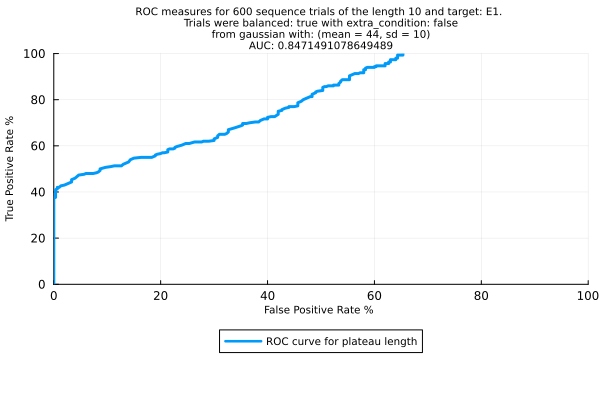 ROC measures for 600 sequence trials of the length 10 and target: E1.
Trials were balanced: true with extra_condition: false
from gaussian with: (mean = 44, sd = 10)
AUC: 0.8471491078649489
100
80
60
40
20
0
True Positive Rate %
0 20 40 60 80 100
False Positive Rate %
ROC curve for plateau length